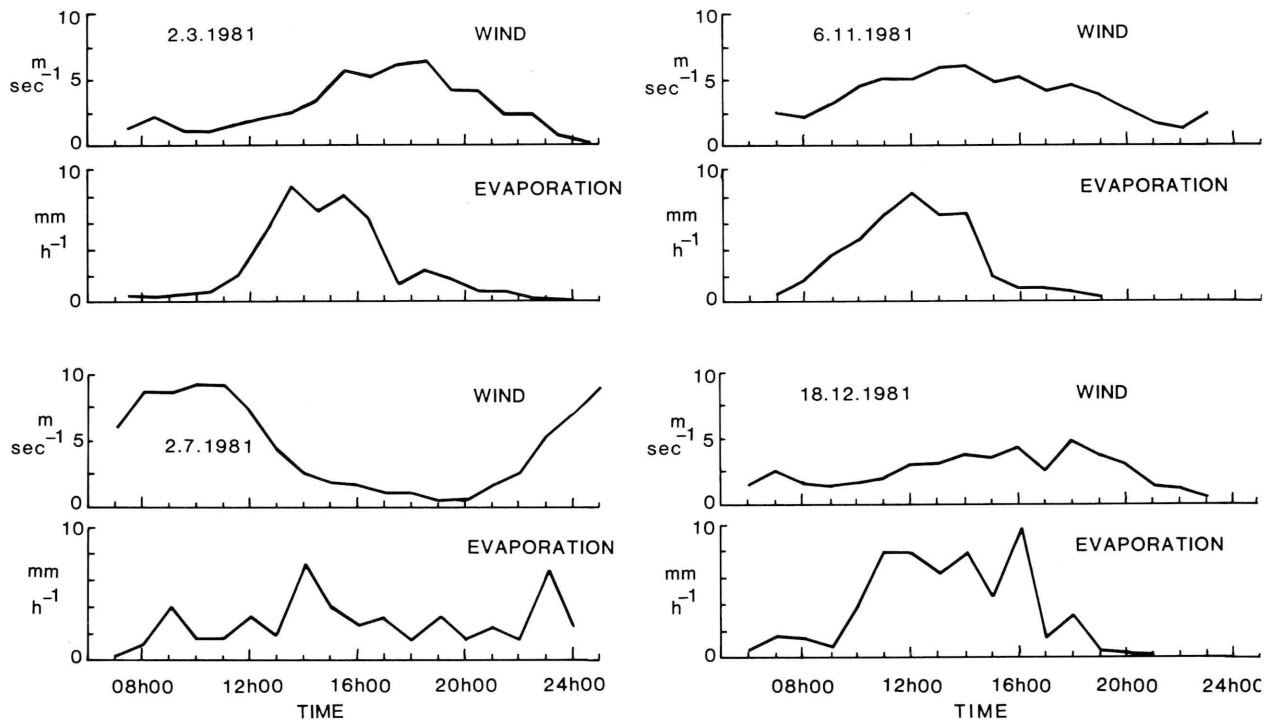 10
2.3.1981
WIND
m
sec⁻¹
5
0
10
EVAPORATION
mm
h⁻¹
0
10
6.11.1981
WIND
m
sec⁻¹
5
0
10
EVAPORATION
mm
h⁻¹
0
10
WIND
m
sec⁻¹
5
2.7.1981
0
10
EVAPORATION
mm
h⁻¹
0
08h00 12h00 16h00 20h00 24h00
TIME
10
18.12.1981
WIND
m
sec⁻¹
5
0
10
EVAPORATION
mm
h⁻¹
0
08h00 12h00 16h00 20h00 24h00
TIME